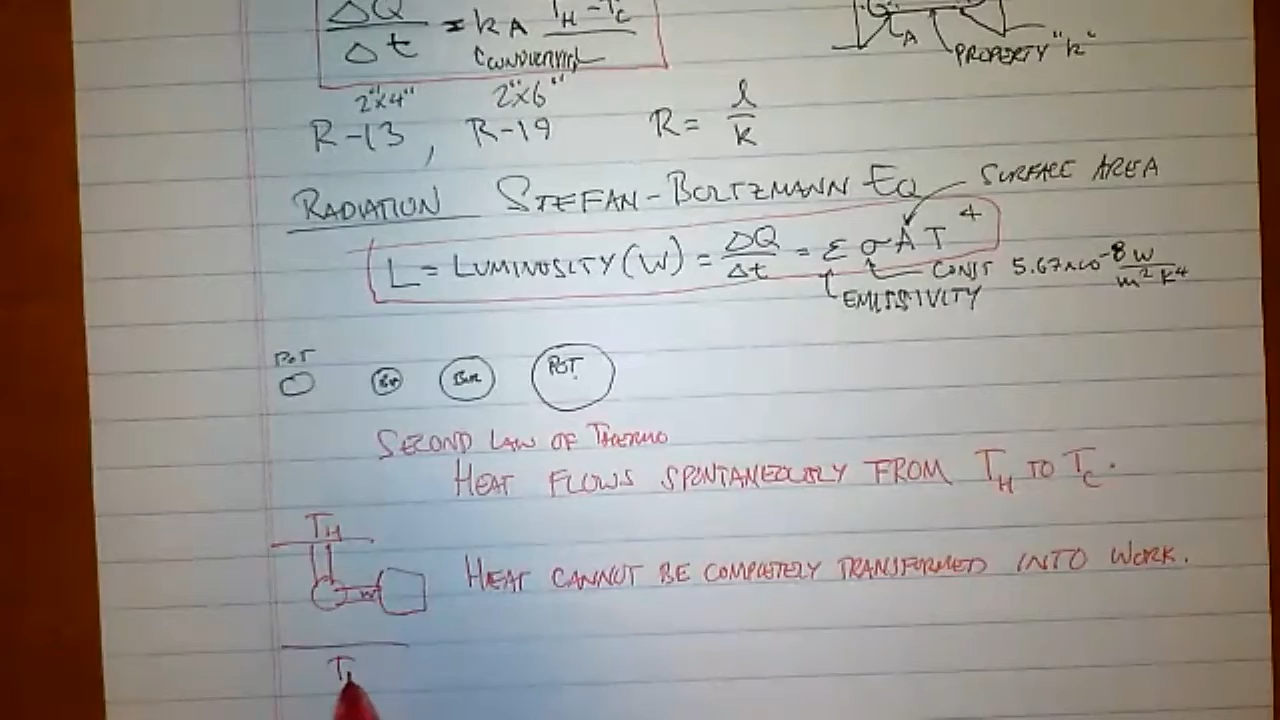 ΔQ/Δt = kA (T_H - T_C)/
CONDUCTION
A
PROPERTY "k"
2"x4" 2"x6"
R-13, R-19 R = l/k
RADIATION STEFAN-BOLTZMANN EQ SURFACE AREA
L = LUMINOSITY (W) = ΔQ/Δt = ε σ A T^4
CONST 5.67x10^-8 W/m²K⁴
EMISSIVITY
POT
POT
SECOND LAW OF THERMO
HEAT FLOWS SPONTANEOUSLY FROM T_H TO T_C.
T_H
HEAT CANNOT BE COMPLETELY TRANSFORMED INTO WORK.
W
T